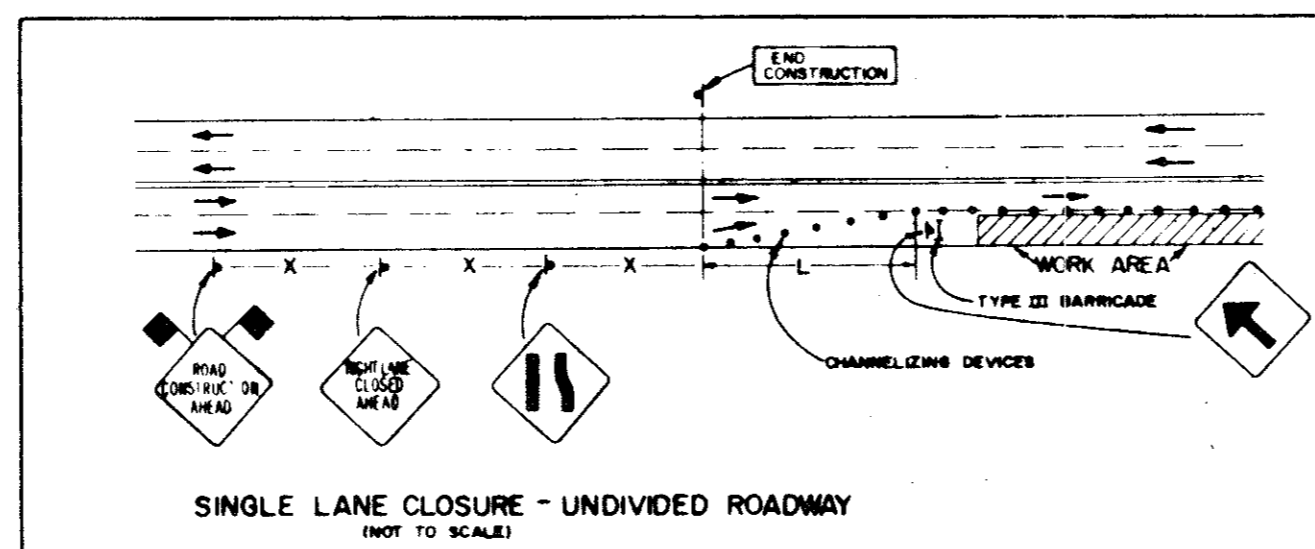 END
CONSTRUCTION
X
X
X
L
WORK AREA
TYPE III BARRICADE
CHANNELIZING DEVICES
ROAD
CONSTRUCTION
AHEAD
RIGHT LANE
CLOSED
AHEAD
SINGLE LANE CLOSURE - UNDIVIDED ROADWAY
(NOT TO SCALE)